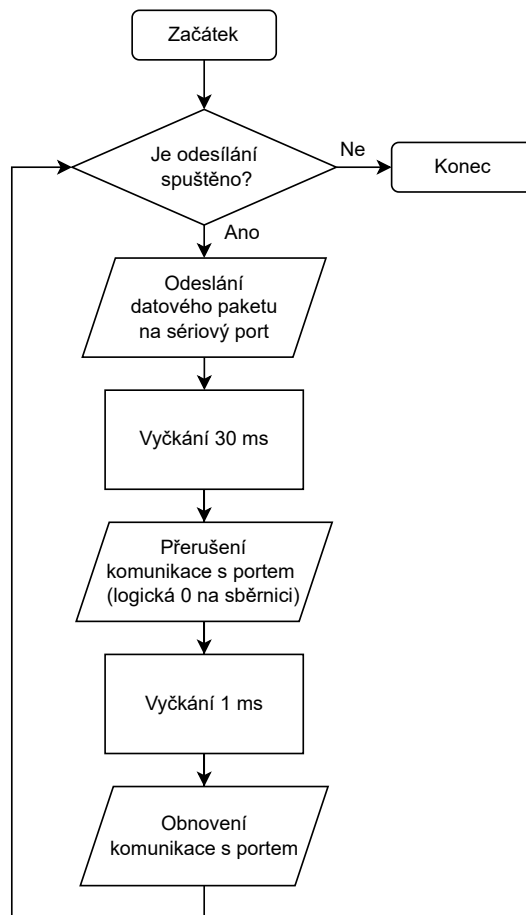 Začátek
Je odesílání
spuštěno?
Ne
Konec
Ano
Odeslání
datového paketu
na sériový port
Vyčkání 30 ms
Přerušení
komunikace s portem
(logická 0 na sběrnici)
Vyčkání 1 ms
Obnovení
komunikace s portem